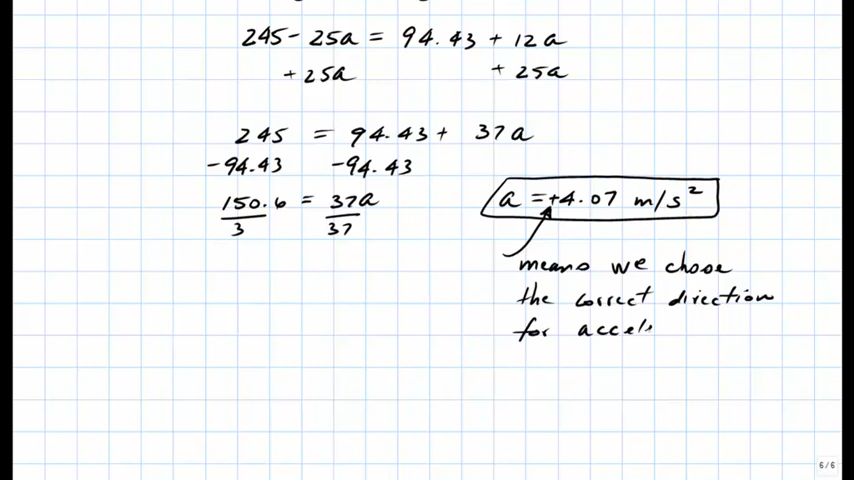 245 - 25a = 94.43 + 12a
+ 25a + 25a
245 = 94.43 + 37a
-94.43 -94.43
150.6 = 37a
3 37
a = +4.07 m/s²
means we chose
the correct direction
for accel
6/6